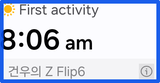 First activity
8:06 am
건우의 Z Flip6